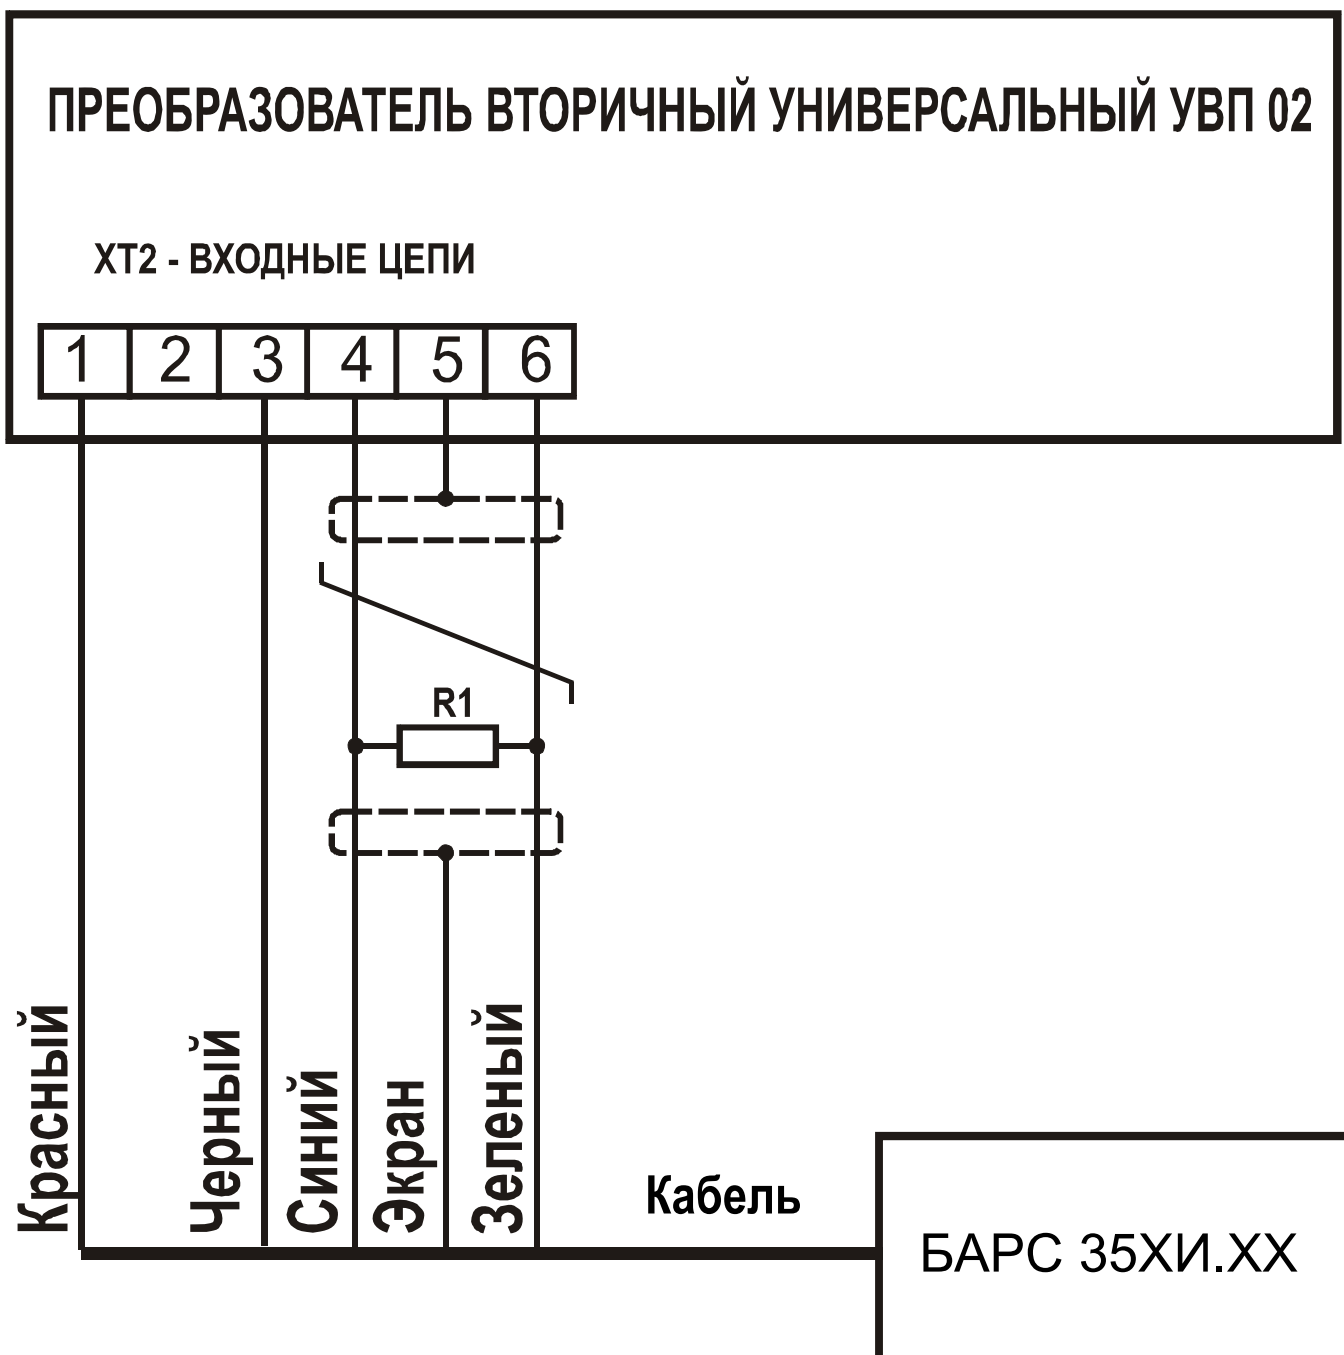 ПРЕОБРАЗОВАТЕЛЬ ВТОРИЧНЫЙ УНИВЕРСАЛЬНЫЙ УВП 02
ХТ2 - ВХОДНЫЕ ЦЕПИ
1 2 3 4 5 6
R1
Красный
Черный
Синий
Экран
Зеленый
Кабель
БАРС 35ХИ.ХХ